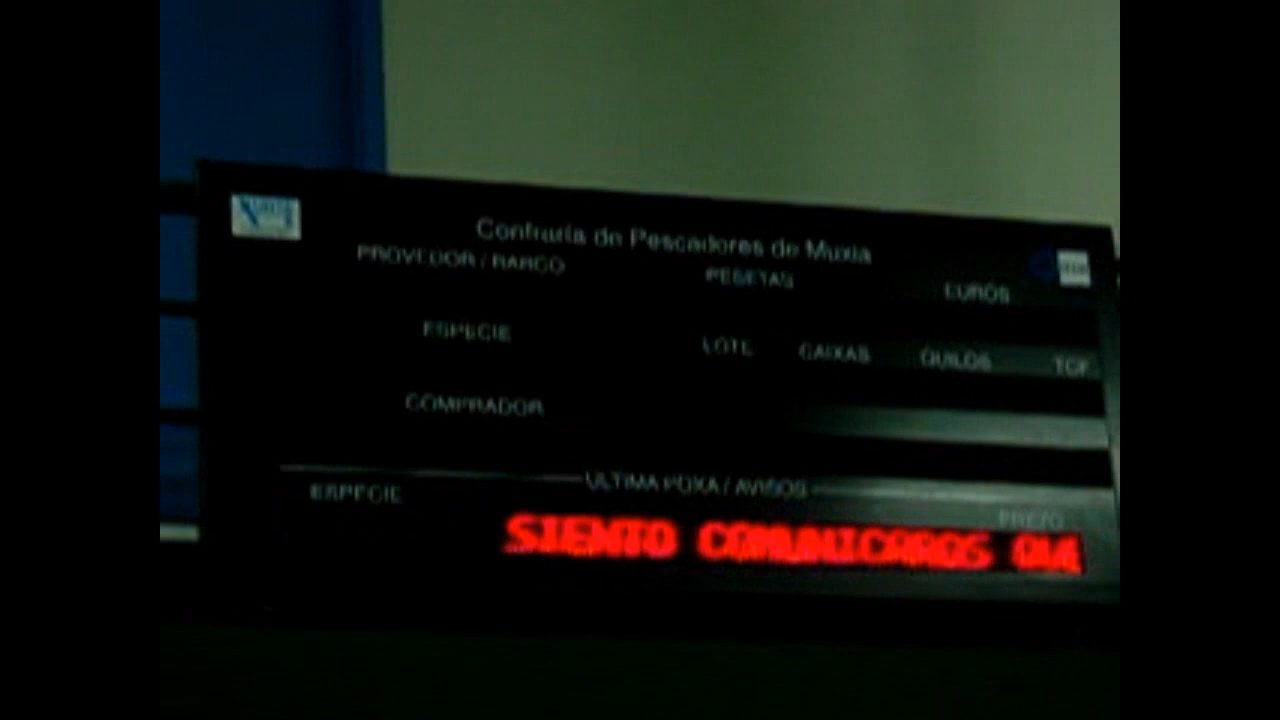 Confraría de Pescadores de Muxía
PROVEDOR / BARCO PESETAS EUROS
ESPECIE LOTE CAIXAS QUILOS
COMPRADOR
ULTIMA POXA / AVISOS
ESPECIE PREZO
SIENTO COMUNICAROS QUE